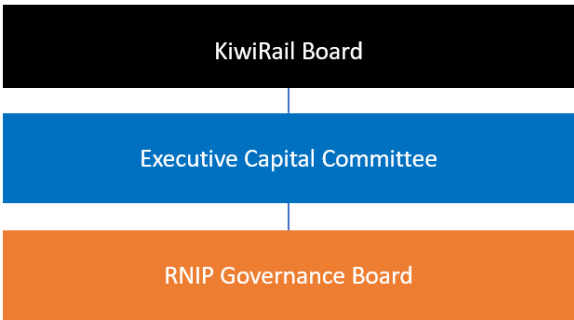 KiwiRail Board
Executive Capital Committee
RNIP Governance Board